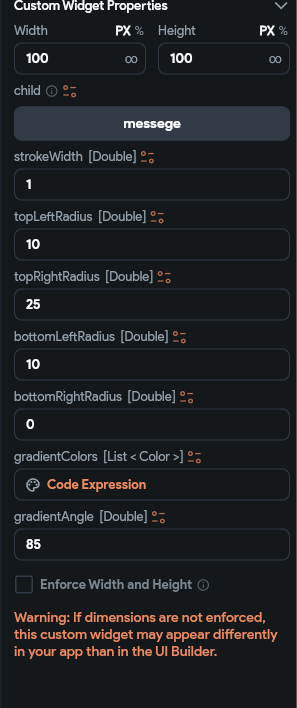 Custom Widget Properties
Width PX % Height PX %
100 ∞ 100 ∞
child
messege
strokeWidth [Double]
1
topLeftRadius [Double]
10
topRightRadius [Double]
25
bottomLeftRadius [Double]
10
bottomRightRadius [Double]
0
gradientColors [List < Color >]
Code Expression
gradientAngle [Double]
85
Enforce Width and Height
Warning: If dimensions are not enforced,
this custom widget may appear differently
in your app than in the UI Builder.